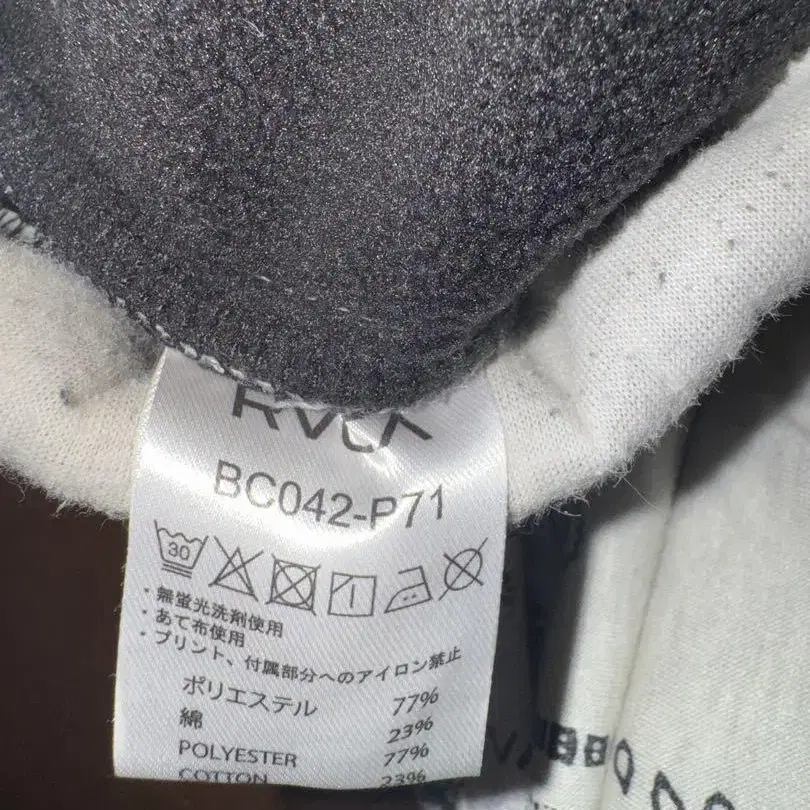 RVCA
BC042-P71
30
・無蛍光洗剤使用
・あて布使用
・プリント、付属部分へのアイロン禁止
ポリエステル 77%
綿 23%
POLYESTER 77%
COTTON 23%